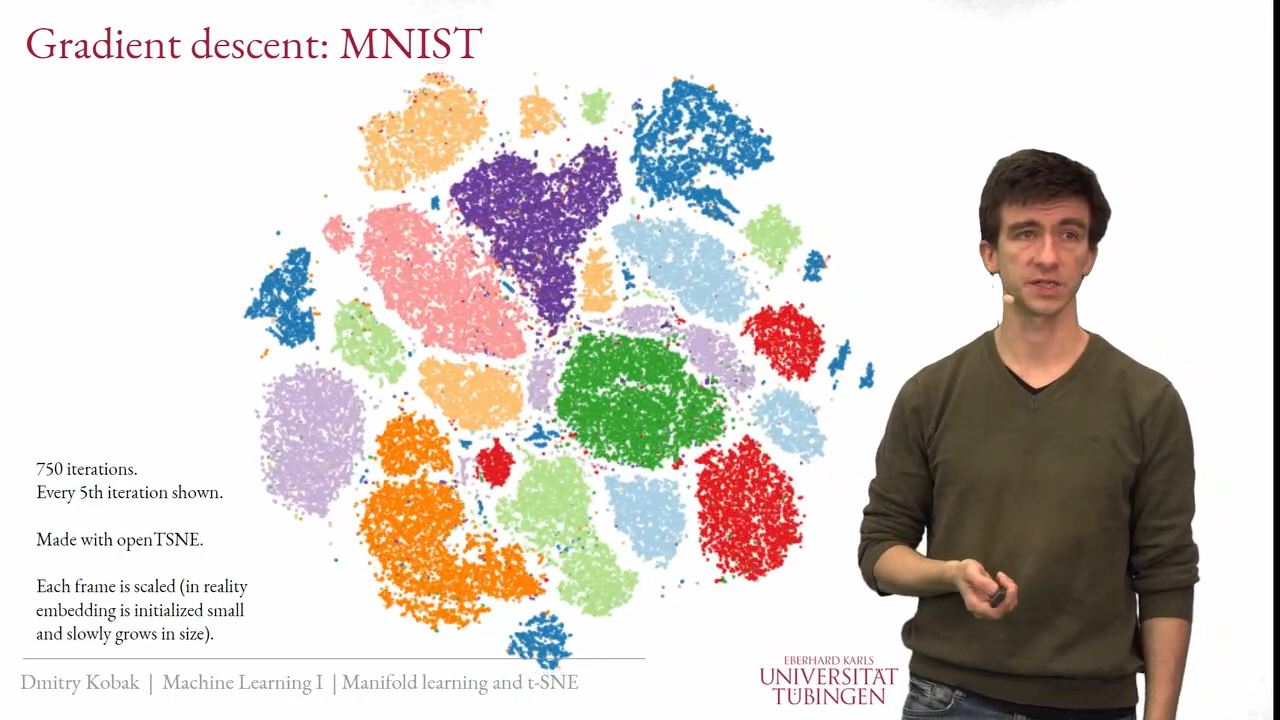 Gradient descent: MNIST
750 iterations.
Every 5th iteration shown.
Made with openTSNE.
Each frame is scaled (in reality
embedding is initialized small
and slowly grows in size).
Dmitry Kobak | Machine Learning I | Manifold learning and t-SNE
EBERHARD KARLS
UNIVERSITÄT
TÜBINGEN